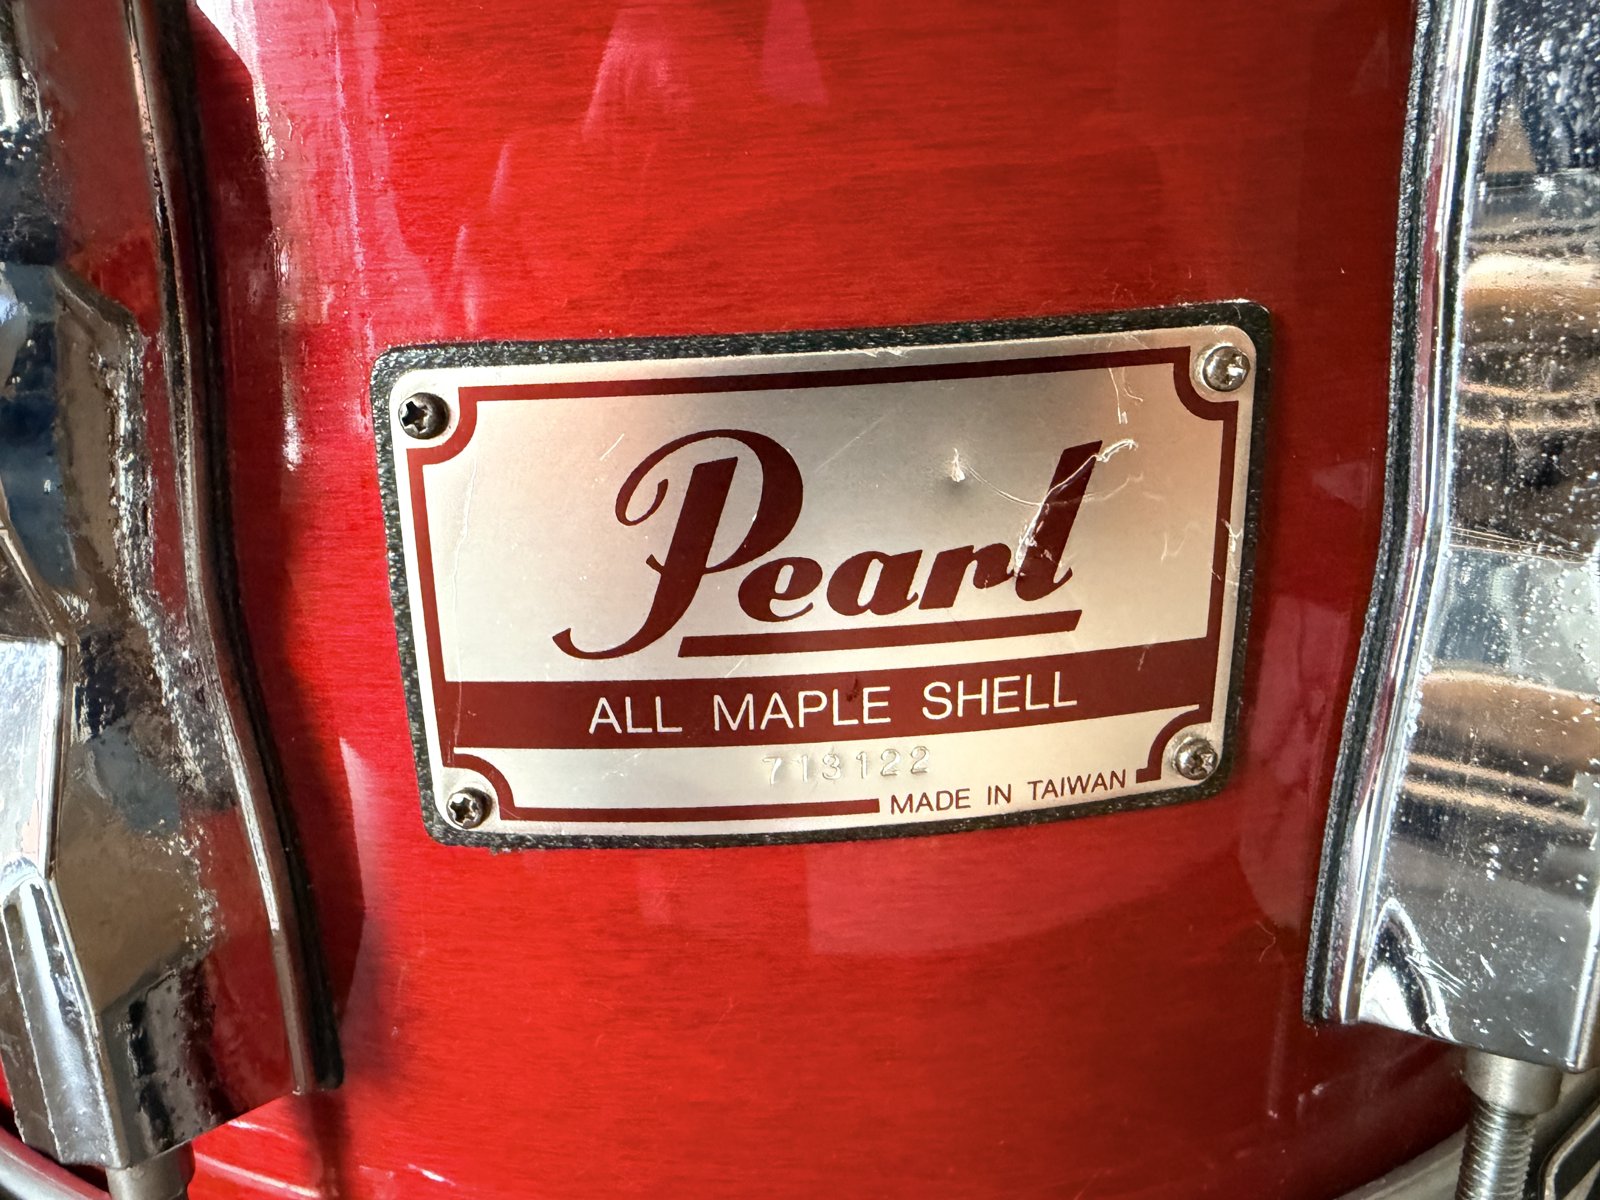 Pearl
ALL MAPLE SHELL
713122
MADE IN TAIWAN